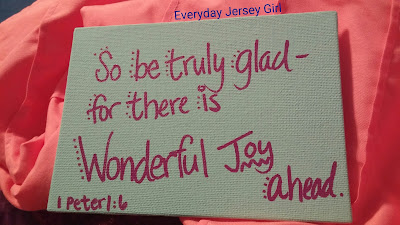 Everyday Jersey Girl
So be truly glad-
for there is
Wonderful Joy
ahead.
1 Peter 1:6